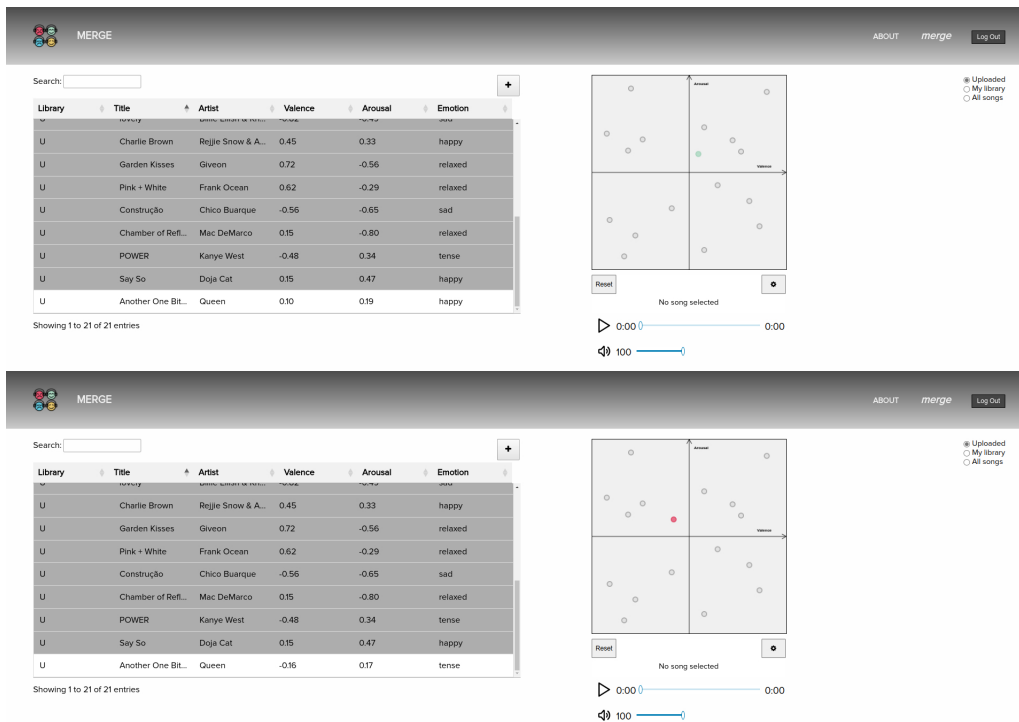 MERGE
ABOUT merge Log Out
Search: +
Uploaded
My library
All songs
Library Title Artist Valence Arousal Emotion
U Charlie Brown Rejjie Snow & A... 0.45 0.33 happy
U Garden Kisses Giveon 0.72 -0.56 relaxed
U Pink + White Frank Ocean 0.62 -0.29 relaxed
U Construção Chico Buarque -0.56 -0.65 sad
U Chamber of Refl... Mac DeMarco 0.15 -0.80 relaxed
U POWER Kanye West -0.48 0.34 tense
U Say So Doja Cat 0.15 0.47 happy
U Another One Bit... Queen 0.10 0.19 happy
Showing 1 to 21 of 21 entries
Arousal
Valence
Reset
No song selected
0:00 0:00
100
MERGE
ABOUT merge Log Out
Search: +
Uploaded
My library
All songs
Library Title Artist Valence Arousal Emotion
U Charlie Brown Rejjie Snow & A... 0.45 0.33 happy
U Garden Kisses Giveon 0.72 -0.56 relaxed
U Pink + White Frank Ocean 0.62 -0.29 relaxed
U Construção Chico Buarque -0.56 -0.65 sad
U Chamber of Refl... Mac DeMarco 0.15 -0.80 relaxed
U POWER Kanye West -0.48 0.34 tense
U Say So Doja Cat 0.15 0.47 happy
U Another One Bit... Queen -0.16 0.17 tense
Showing 1 to 21 of 21 entries
Arousal
Valence
Reset
No song selected
0:00 0:00
100